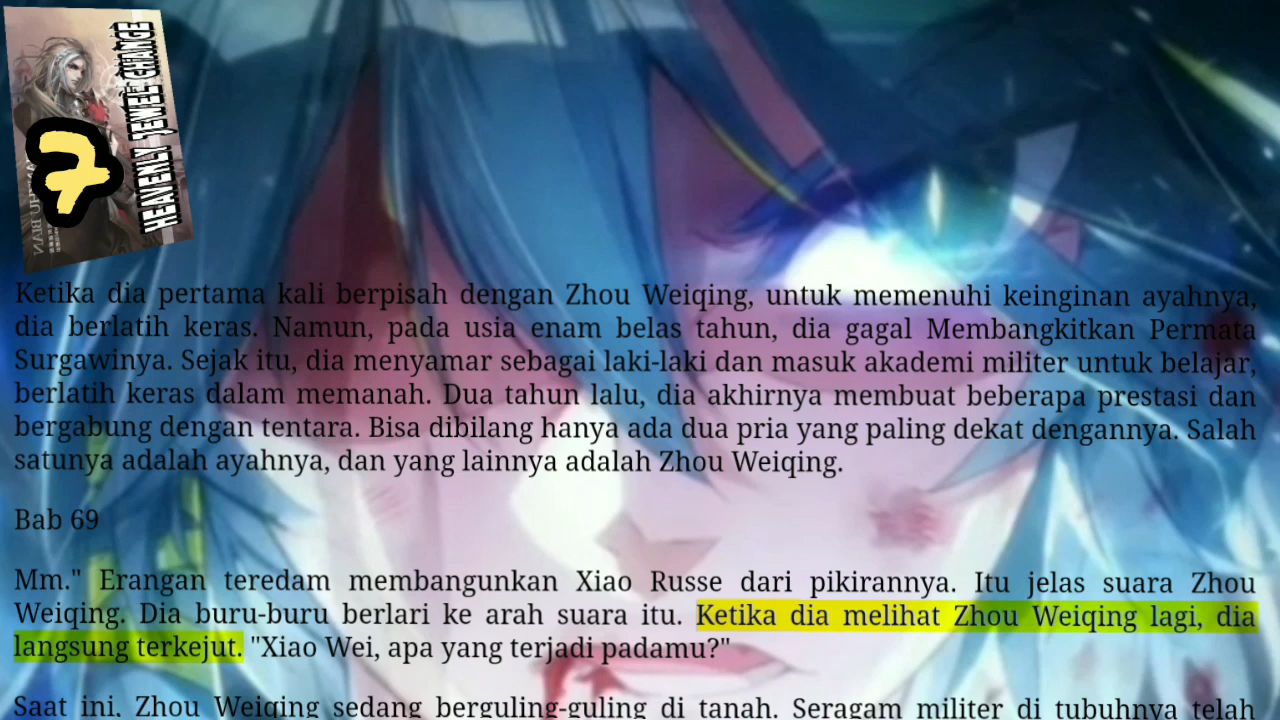 HEAVENLY JEWEL CHANGE
7
Ketika dia pertama kali berpisah dengan Zhou Weiqing, untuk memenuhi keinginan ayahnya,
dia berlatih keras. Namun, pada usia enam belas tahun, dia gagal Membangkitkan Permata
Surgawinya. Sejak itu, dia menyamar sebagai laki-laki dan masuk akademi militer untuk belajar,
berlatih keras dalam memanah. Dua tahun lalu, dia akhirnya membuat beberapa prestasi dan
bergabung dengan tentara. Bisa dibilang hanya ada dua pria yang paling dekat dengannya. Salah
satunya adalah ayahnya, dan yang lainnya adalah Zhou Weiqing.
Bab 69
Mm." Erangan teredam membangunkan Xiao Russe dari pikirannya. Itu jelas suara Zhou
Weiqing. Dia buru-buru berlari ke arah suara itu. Ketika dia melihat Zhou Weiqing lagi, dia
langsung terkejut. "Xiao Wei, apa yang terjadi padamu?"
Saat ini, Zhou Weiqing sedang berguling-guling di tanah. Seragam militer di tubuhnya telah